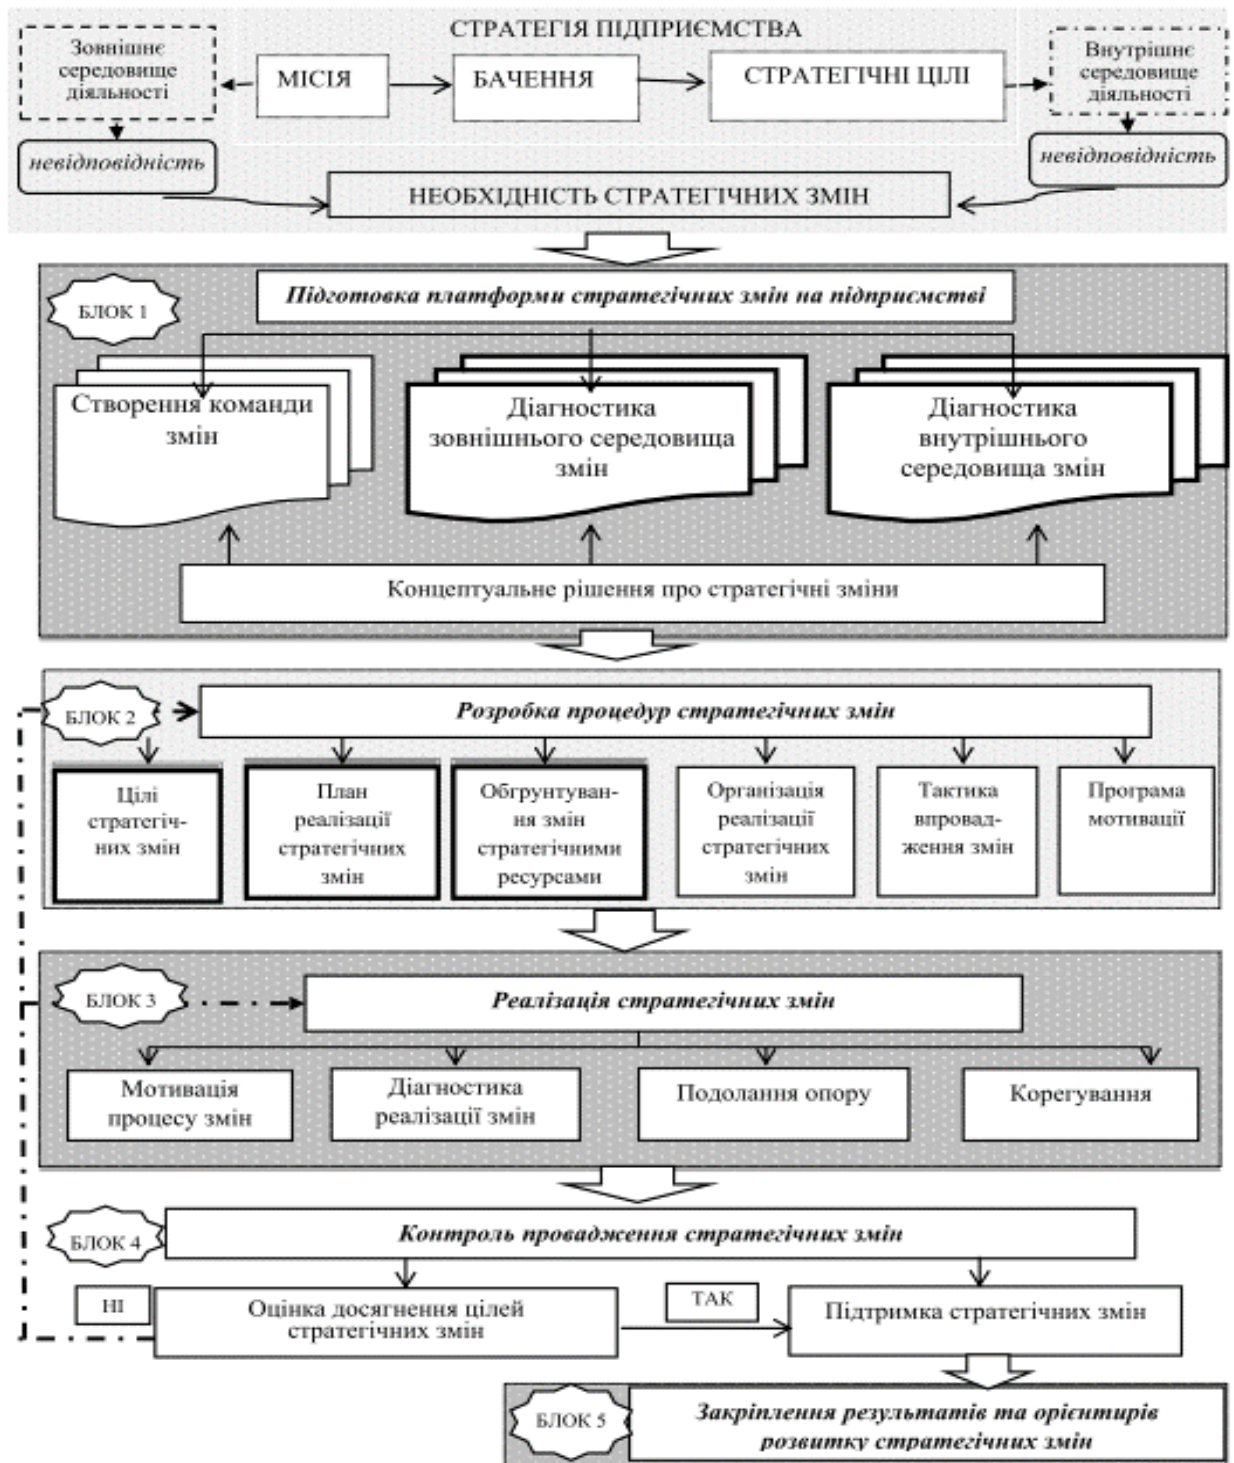 СТРАТЕГІЯ ПІДПРИЄМСТВА
Зовнішнє
середовище
діяльності
МІСІЯ
БАЧЕННЯ
СТРАТЕГІЧНІ ЦІЛІ
Внутрішнє
середовище
діяльності
невідповідність
невідповідність
НЕОБХІДНІСТЬ СТРАТЕГІЧНИХ ЗМІН
БЛОК 1
Підготовка платформи стратегічних змін на підприємстві
Створення команди
змін
Діагностика
зовнішнього середовища
змін
Діагностика
внутрішнього
середовища змін
Концептуальне рішення про стратегічні зміни
БЛОК 2
Розробка процедур стратегічних змін
Цілі
стратегіч-
них змін
План
реалізації
стратегічних
змін
Обгрунтуван-
ня змін
стратегічними
ресурсами
Організація
реалізації
стратегічних
змін
Тактика
впровад-
ження змін
Програма
мотивації
БЛОК 3
Реалізація стратегічних змін
Мотивація
процесу змін
Діагностика
реалізації змін
Подолання опору
Корегування
БЛОК 4
Контроль провадження стратегічних змін
НІ
Оцінка досягнення цілей
стратегічних змін
ТАК
Підтримка стратегічних змін
БЛОК 5
Закріплення результатів та орієнтирів
розвитку стратегічних змін